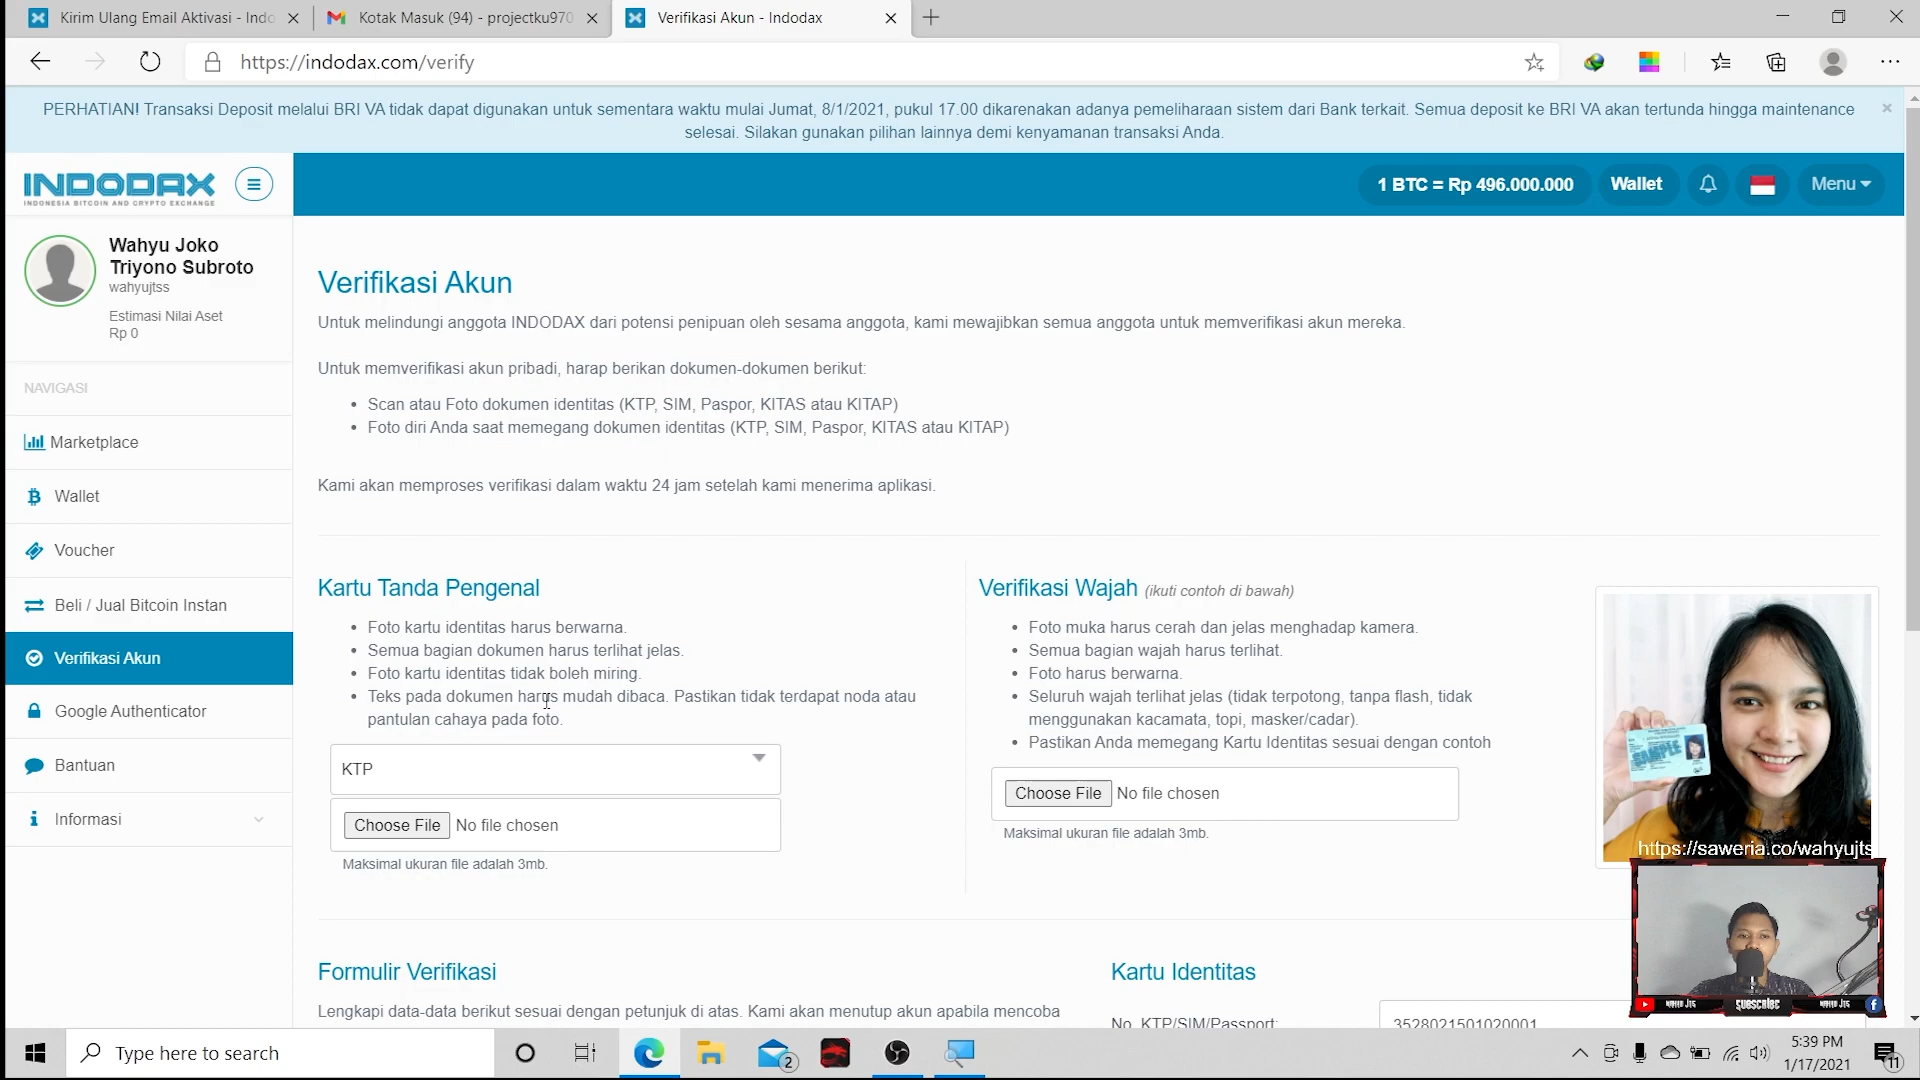 Kirim Ulang Email Aktivasi - Indo
Kotak Masuk (94) - projectku970
Verifikasi Akun - Indodax
https://indodax.com/verify
PERHATIAN! Transaksi Deposit melalui BRI VA tidak dapat digunakan untuk sementara waktu mulai Jumat, 8/1/2021, pukul 17.00 dikarenakan adanya pemeliharaan sistem dari Bank terkait. Semua deposit ke BRI VA akan tertunda hingga maintenance
selesai. Silakan gunakan pilihan lainnya demi kenyamanan transaksi Anda.
INDODAX
INDONESIA BITCOIN AND CRYPTO EXCHANGE
1 BTC = Rp 496.000.000
Wallet
Menu
Wahyu Joko
Triyono Subroto
wahyujtss
Estimasi Nilai Aset
Rp 0
NAVIGASI
Marketplace
Wallet
Voucher
Beli / Jual Bitcoin Instan
Verifikasi Akun
Google Authenticator
Bantuan
Informasi
Verifikasi Akun
Untuk melindungi anggota INDODAX dari potensi penipuan oleh sesama anggota, kami mewajibkan semua anggota untuk memverifikasi akun mereka.
Untuk memverifikasi akun pribadi, harap berikan dokumen-dokumen berikut:
• Scan atau Foto dokumen identitas (KTP, SIM, Paspor, KITAS atau KITAP)
• Foto diri Anda saat memegang dokumen identitas (KTP, SIM, Paspor, KITAS atau KITAP)
Kami akan memproses verifikasi dalam waktu 24 jam setelah kami menerima aplikasi.
Kartu Tanda Pengenal
• Foto kartu identitas harus berwarna.
• Semua bagian dokumen harus terlihat jelas.
• Foto kartu identitas tidak boleh miring.
• Teks pada dokumen harus mudah dibaca. Pastikan tidak terdapat noda atau
pantulan cahaya pada foto.
KTP
Choose File No file chosen
Maksimal ukuran file adalah 3mb.
Verifikasi Wajah (ikuti contoh di bawah)
• Foto muka harus cerah dan jelas menghadap kamera.
• Semua bagian wajah harus terlihat.
• Foto harus berwarna.
• Seluruh wajah terlihat jelas (tidak terpotong, tanpa flash, tidak
menggunakan kacamata, topi, masker/cadar).
• Pastikan Anda memegang Kartu Identitas sesuai dengan contoh
Choose File No file chosen
Maksimal ukuran file adalah 3mb.
SAMPLE
https://saweria.co/wahyujts
SUBSCRIBE
Formulir Verifikasi
Lengkapi data-data berikut sesuai dengan petunjuk di atas. Kami akan menutup akun apabila mencoba
Kartu Identitas
No. KTP/SIM/Passport:
3528021501020001
Type here to search
2
5:39 PM
1/17/2021
11